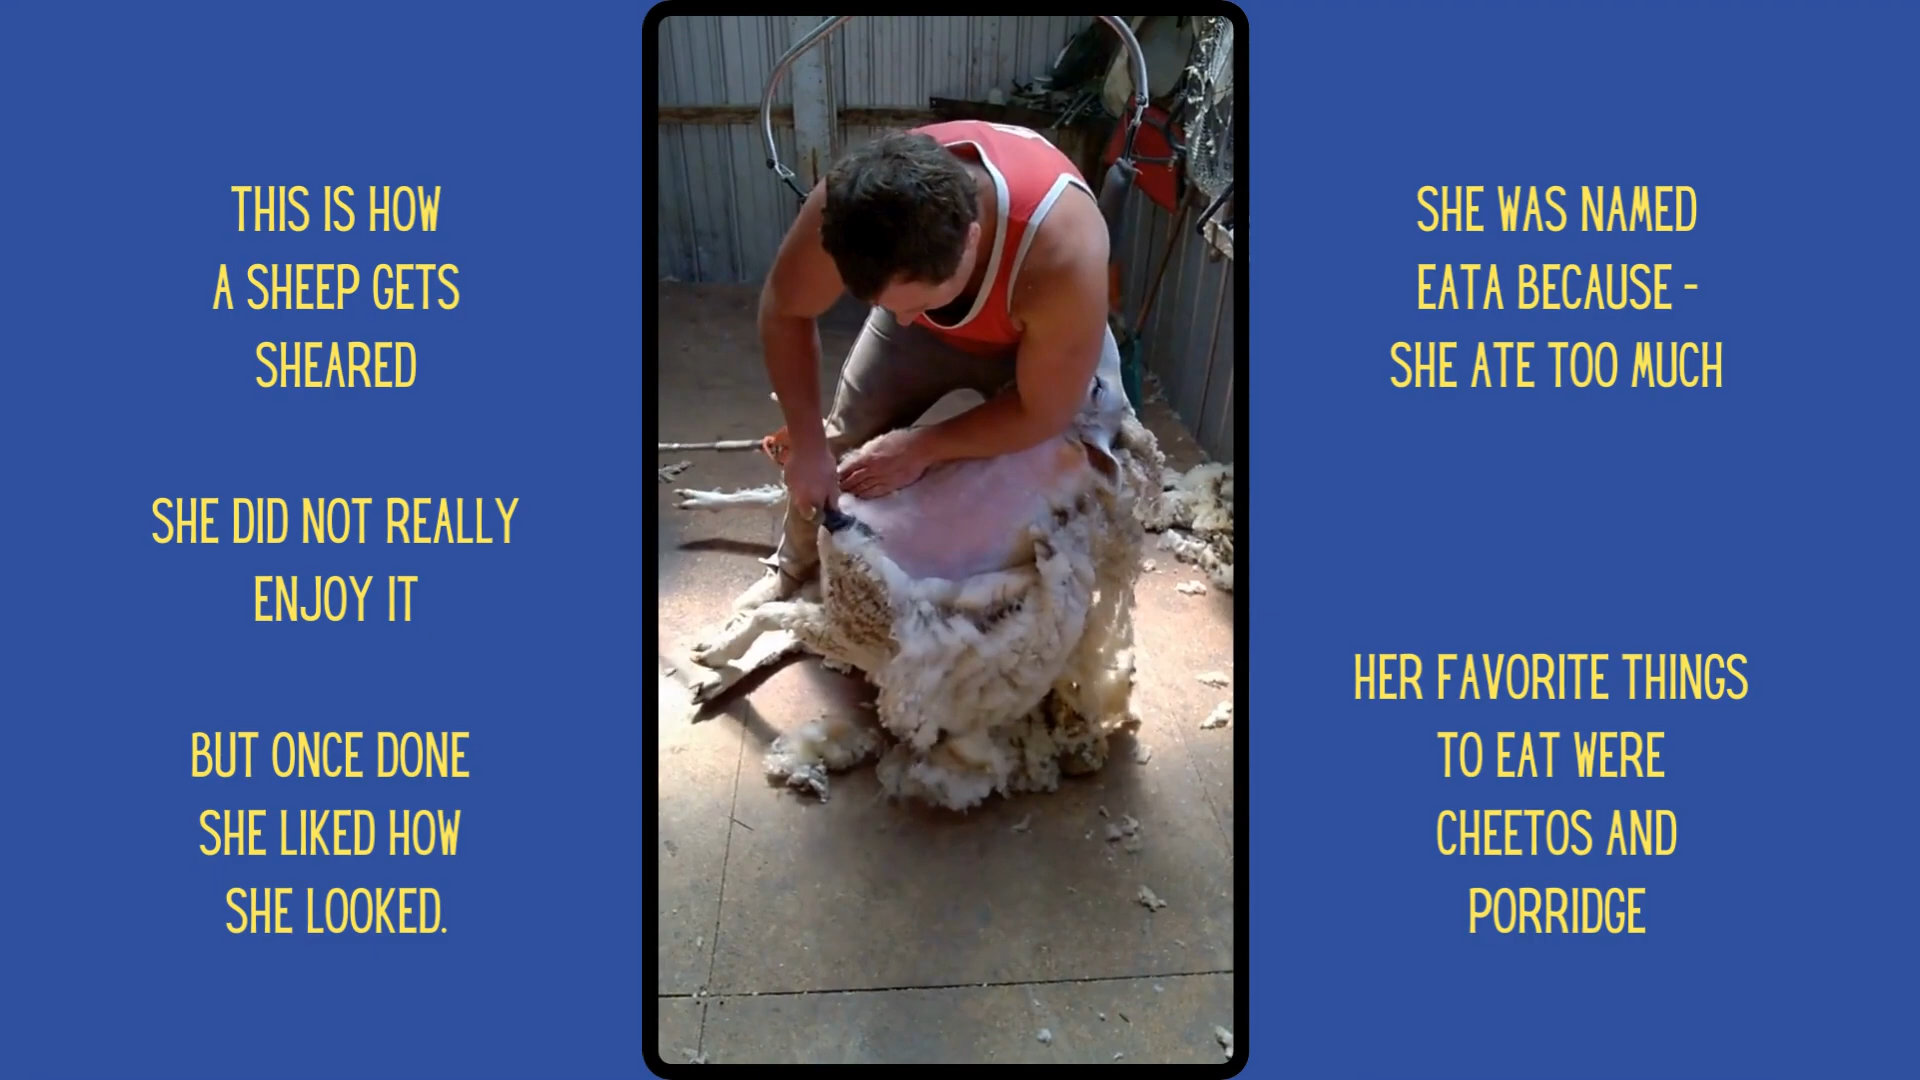 THIS IS HOW
A SHEEP GETS
SHEARED
SHE DID NOT REALLY
ENJOY IT
BUT ONCE DONE
SHE LIKED HOW
SHE LOOKED.
SHE WAS NAMED
EATA BECAUSE -
SHE ATE TOO MUCH
HER FAVORITE THINGS
TO EAT WERE
CHEETOS AND
PORRIDGE